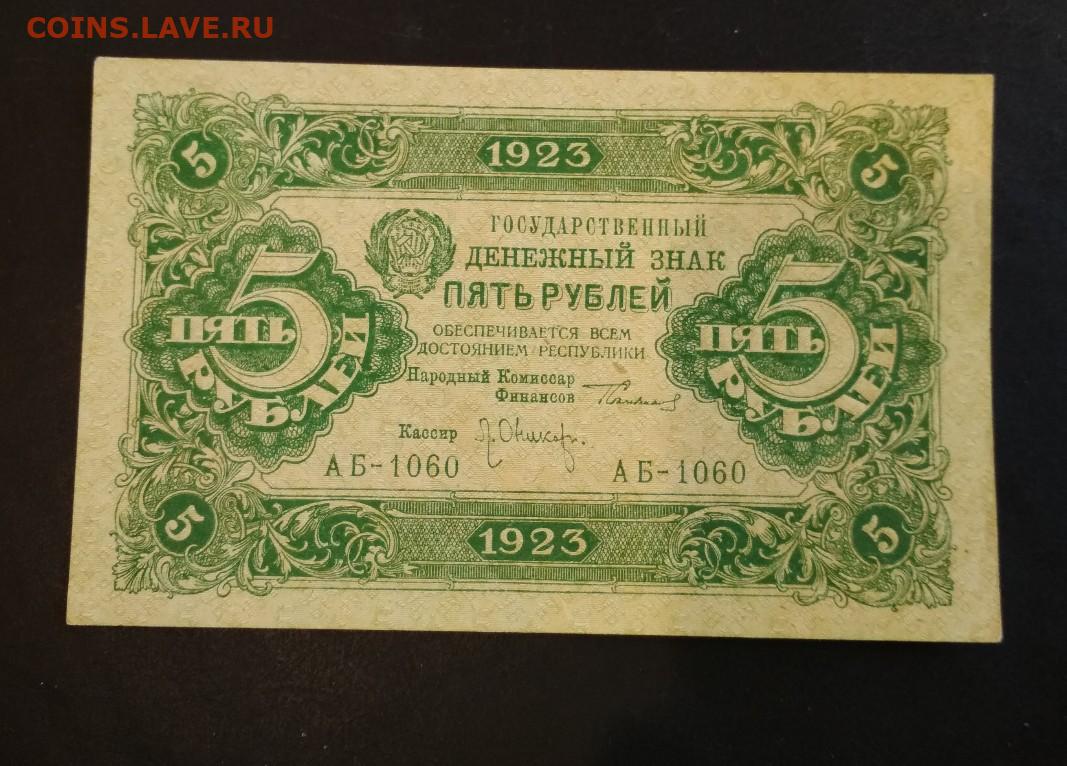 COINS.LAVE.RU
5 1923 5
ГОСУДАРСТВЕННЫЙ
ДЕНЕЖНЫЙ ЗНАК
ПЯТЬ РУБЛЕЙ
ОБЕСПЕЧИВАЕТСЯ ВСЕМ
ДОСТОЯНИЕМ РЕСПУБЛИКИ
5 ПЯТЬ РУБЛЕЙ
5 ПЯТЬ РУБЛЕЙ
Народный Комиссар
Финансов
Кассир
АБ-1060 АБ-1060
5 1923 5